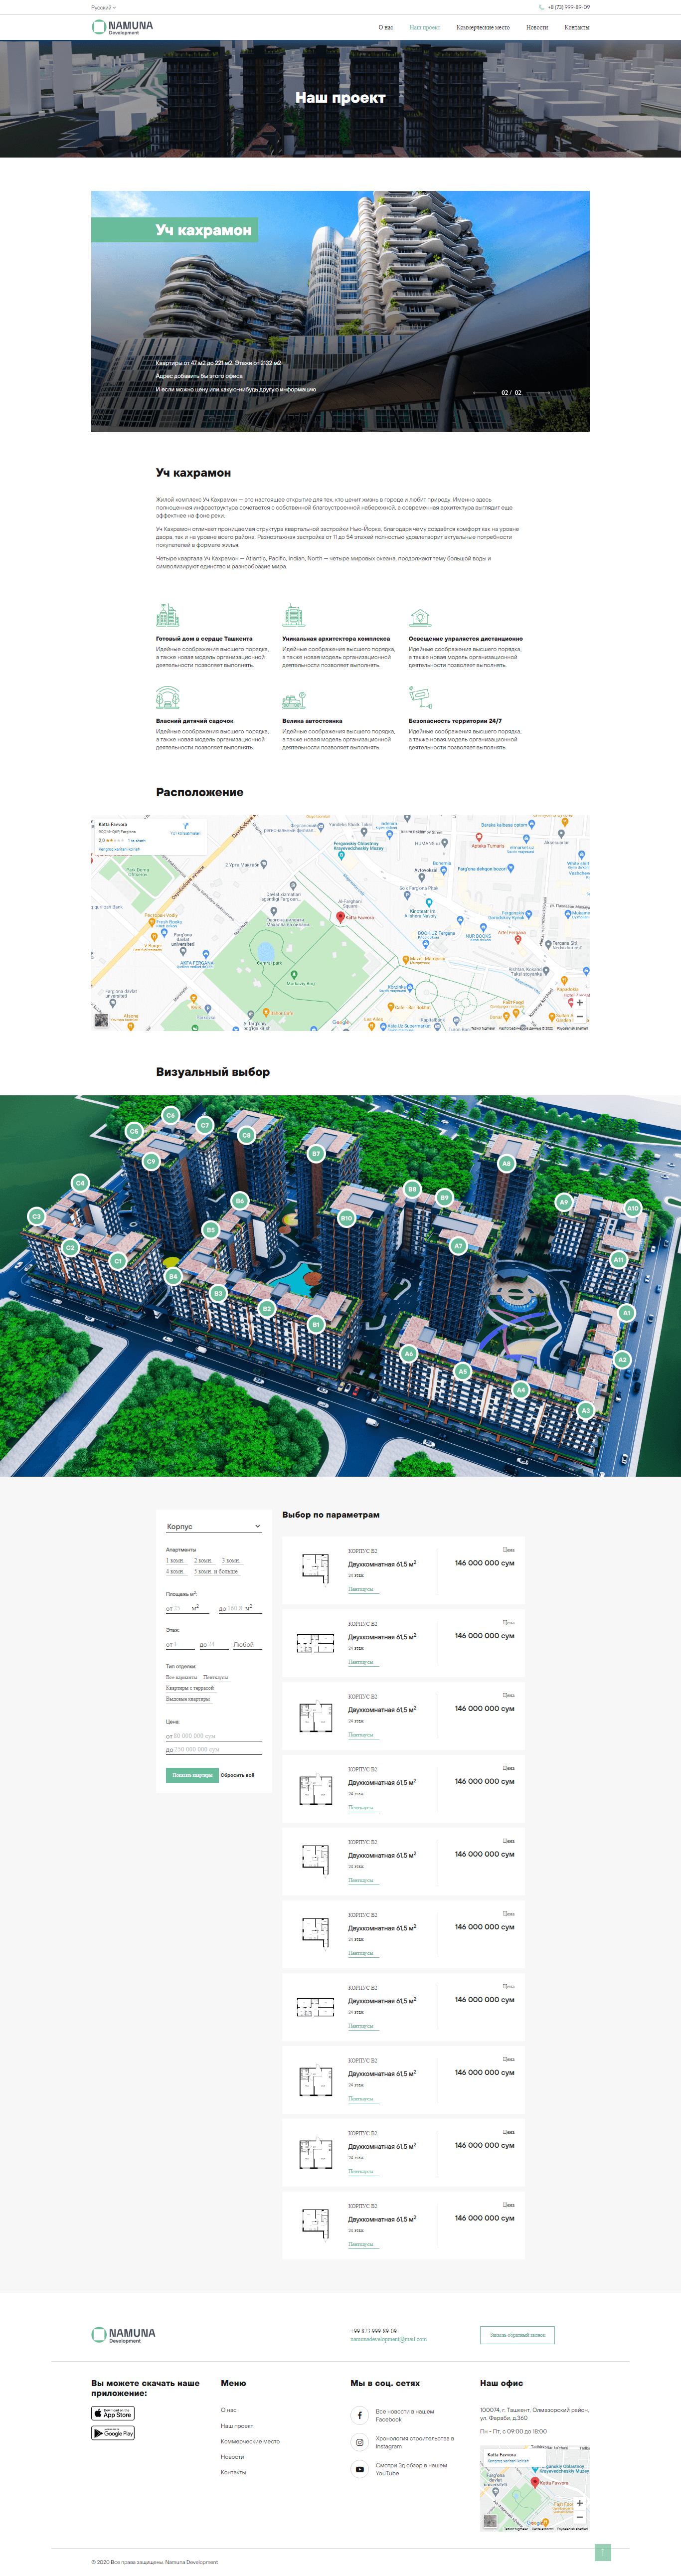 Русский
+8 (73) 999-89-09
NAMUNA
Development
О нас
Наш проект
Коммерческие место
Новости
Контакты
Наш проект
Уч кахрамон
Квартиры от 47 м2 до 221 м2. Этажи от 2132 м2
Адрес добавить бы этого офиса
И если можно цену или какую-нибудь другую информацию
02 / 02
Уч кахрамон
Жилой комплекс Уч Кахрамон — это настоящее открытие для тех, кто ценит жизнь в городе и любит природу. Именно здесь
полноценная инфраструктура сочетается с собственной благоустроенной набережной, а современная архитектура выглядит еще
эффектнее на фоне реки.
Уч Кахрамон отличает проницаемая структура квартальной застройки Нью-Йорка, благодаря чему создаётся комфорт как на уровне
двора, так и на уровне всего района. Разноэтажная застройка от 11 до 54 этажей полностью удовлетворит актуальные потребности
покупателей в формате жилья.
Четыре квартала Уч Кахрамон — Atlantic, Pacific, Indian, North — четыре мировых океана, продолжают тему большой воды и
символизируют единство и разнообразие мира.
Готовый дом в сердце Ташкента
Идейные соображения высшего порядка,
а также новая модель организационной
деятельности позволяет выполнять.
Уникальная архитектора комплекса
Идейные соображения высшего порядка,
а также новая модель организационной
деятельности позволяет выполнять.
Освещение управляется дистанционно
Идейные соображения высшего порядка,
а также новая модель организационной
деятельности позволяет выполнять.
Власний дитячий садочок
Идейные соображения высшего порядка,
а также новая модель организационной
деятельности позволяет выполнять.
Велика автостоянка
Идейные соображения высшего порядка,
а также новая модель организационной
деятельности позволяет выполнять.
Безопасность территории 24/7
Идейные соображения высшего порядка,
а также новая модель организационной
деятельности позволяет выполнять.
Расположение
Katta Favvora
2,0
Katta Favvora
Google
Визуальный выбор
C6
C7
C5
C8
B7
C9
A8
C4
B8
B9
B6
A9
A10
C3
B10
B5
C2
A7
C1
A11
B4
B3
B2
A1
B1
A6
A2
A5
A4
A3
Корпус
Апартаменты
1 комн.
2 комн.
3 комн.
4 комн.
5 комн. и больше
Площадь м2:
от 25 м2
до 160.8 м2
Этаж:
от 1
до 24
Любой
Тип отделки:
Все варианты
Пентхаусы
Квартиры с террасой
Видовые квартиры
Цена:
от 80 000 000 сум
до 250 000 000 сум
Показать квартиры
Сбросить всё
Выбор по параметрам
КОРПУС B2
Двухкомнатная 61,5 м2
24 этаж
Пентхаусы
Цена
146 000 000 сум
КОРПУС B2
Двухкомнатная 61,5 м2
24 этаж
Пентхаусы
Цена
146 000 000 сум
КОРПУС B2
Двухкомнатная 61,5 м2
24 этаж
Пентхаусы
Цена
146 000 000 сум
КОРПУС B2
Двухкомнатная 61,5 м2
24 этаж
Пентхаусы
Цена
146 000 000 сум
КОРПУС B2
Двухкомнатная 61,5 м2
24 этаж
Пентхаусы
Цена
146 000 000 сум
КОРПУС B2
Двухкомнатная 61,5 м2
24 этаж
Пентхаусы
Цена
146 000 000 сум
КОРПУС B2
Двухкомнатная 61,5 м2
24 этаж
Пентхаусы
Цена
146 000 000 сум
КОРПУС B2
Двухкомнатная 61,5 м2
24 этаж
Пентхаусы
Цена
146 000 000 сум
КОРПУС B2
Двухкомнатная 61,5 м2
24 этаж
Пентхаусы
Цена
146 000 000 сум
КОРПУС B2
Двухкомнатная 61,5 м2
24 этаж
Пентхаусы
Цена
146 000 000 сум
NAMUNA
Development
+99 873 999-89-09
namunadevelopment@mail.com
Заказать обратный звонок
Вы можете скачать наше
приложение:
App Store
Google Play
Меню
О нас
Наш проект
Коммерческие место
Новости
Контакты
Мы в соц. сетях
Все новости в нашем
Facebook
Хронология строительства в
Instagram
Смотри 3д обзор в нашем
YouTube
Наш офис
100074, г. Ташкент, Олмазорский район,
ул. Фараби, д.360
Пн - Пт, с 09:00 до 18:00
Katta Favvora
Katta Favvora
Google
© 2020 Все права защищены. Namuna Development